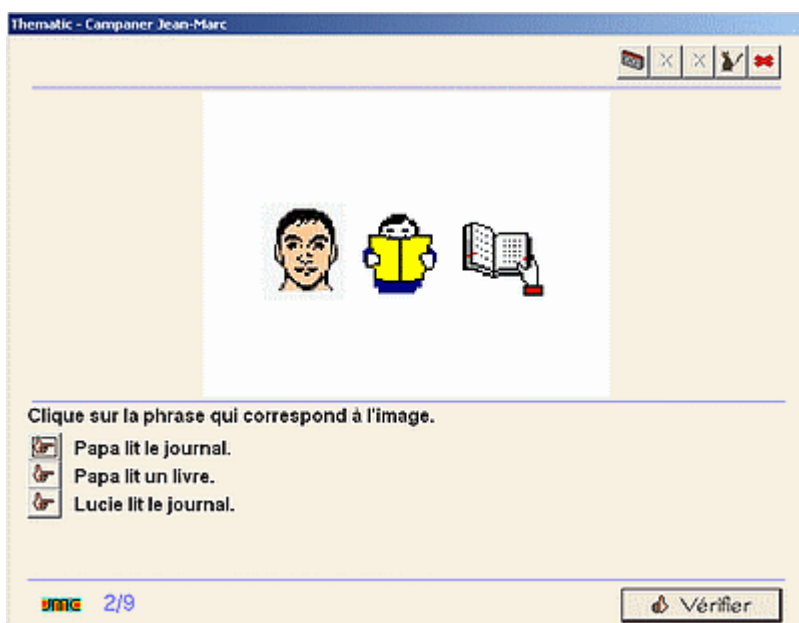 Thematic - Campaner Jean-Marc
Clique sur la phrase qui correspond à l'image.
Papa lit le journal.
Papa lit un livre.
Lucie lit le journal.
JMC 2/9
Vérifier